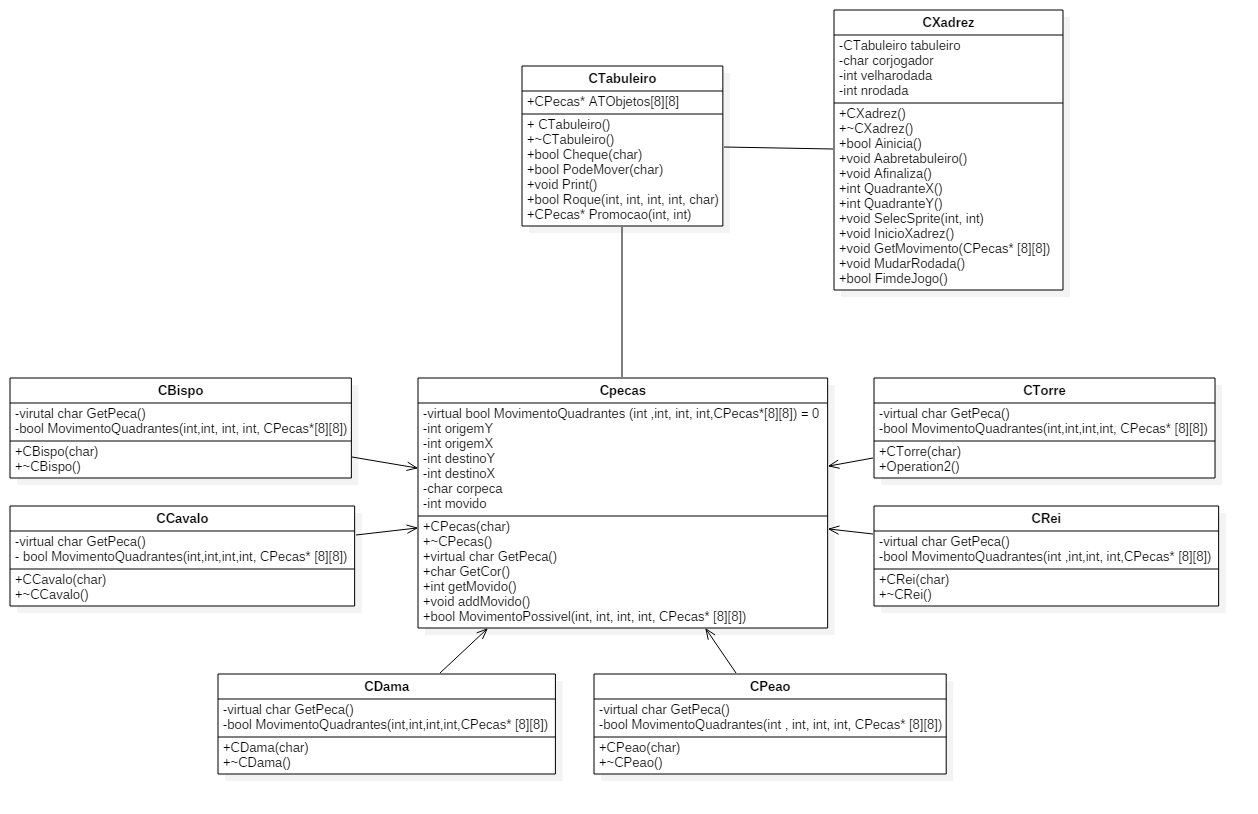 CXadrez
-CTabuleiro tabuleiro
-char corjogador
-int velharodada
-int nrodada
+CXadrez()
+~CXadrez()
+bool Ainicia()
+void Aabretabuleiro()
+void Afinaliza()
+int QuadranteX()
+int QuadranteY()
+void SelecSprite(int, int)
+void InicioXadrez()
+void GetMovimento(CPecas* [8][8])
+void MudarRodada()
+bool FimdeJogo()
CTabuleiro
+CPecas* ATObjetos[8][8]
+ CTabuleiro()
+~CTabuleiro()
+bool Cheque(char)
+bool PodeMover(char)
+void Print()
+bool Roque(int, int, int, int, char)
+CPecas* Promocao(int, int)
CBispo
-virutal char GetPeca()
-bool MovimentoQuadrantes(int,int, int, int, CPecas*[8][8])
+CBispo(char)
+~CBispo()
Cpecas
-virtual bool MovimentoQuadrantes (int ,int, int, int,CPecas*[8][8]) = 0
-int origemY
-int origemX
-int destinoY
-int destinoX
-char corpeca
-int movido
+CPecas(char)
+~CPecas()
+virtual char GetPeca()
+char GetCor()
+int getMovido()
+void addMovido()
+bool MovimentoPossivel(int, int, int, int, CPecas* [8][8])
CTorre
-virtual char GetPeca()
-bool MovimentoQuadrantes(int,int,int,int, CPecas* [8][8])
+CTorre(char)
+Operation2()
CCavalo
-virtual char GetPeca()
- bool MovimentoQuadrantes(int,int,int,int, CPecas* [8][8])
+CCavalo(char)
+~CCavalo()
CRei
-virtual char GetPeca()
-bool MovimentoQuadrantes(int ,int,int, int,CPecas* [8][8])
+CRei(char)
+~CRei()
CDama
-virtual char GetPeca()
-bool MovimentoQuadrantes(int,int,int,int,CPecas* [8][8])
+CDama(char)
+~CDama()
CPeao
-virtual char GetPeca()
-bool MovimentoQuadrantes(int , int, int, int, CPecas* [8][8])
+CPeao(char)
+~CPeao()